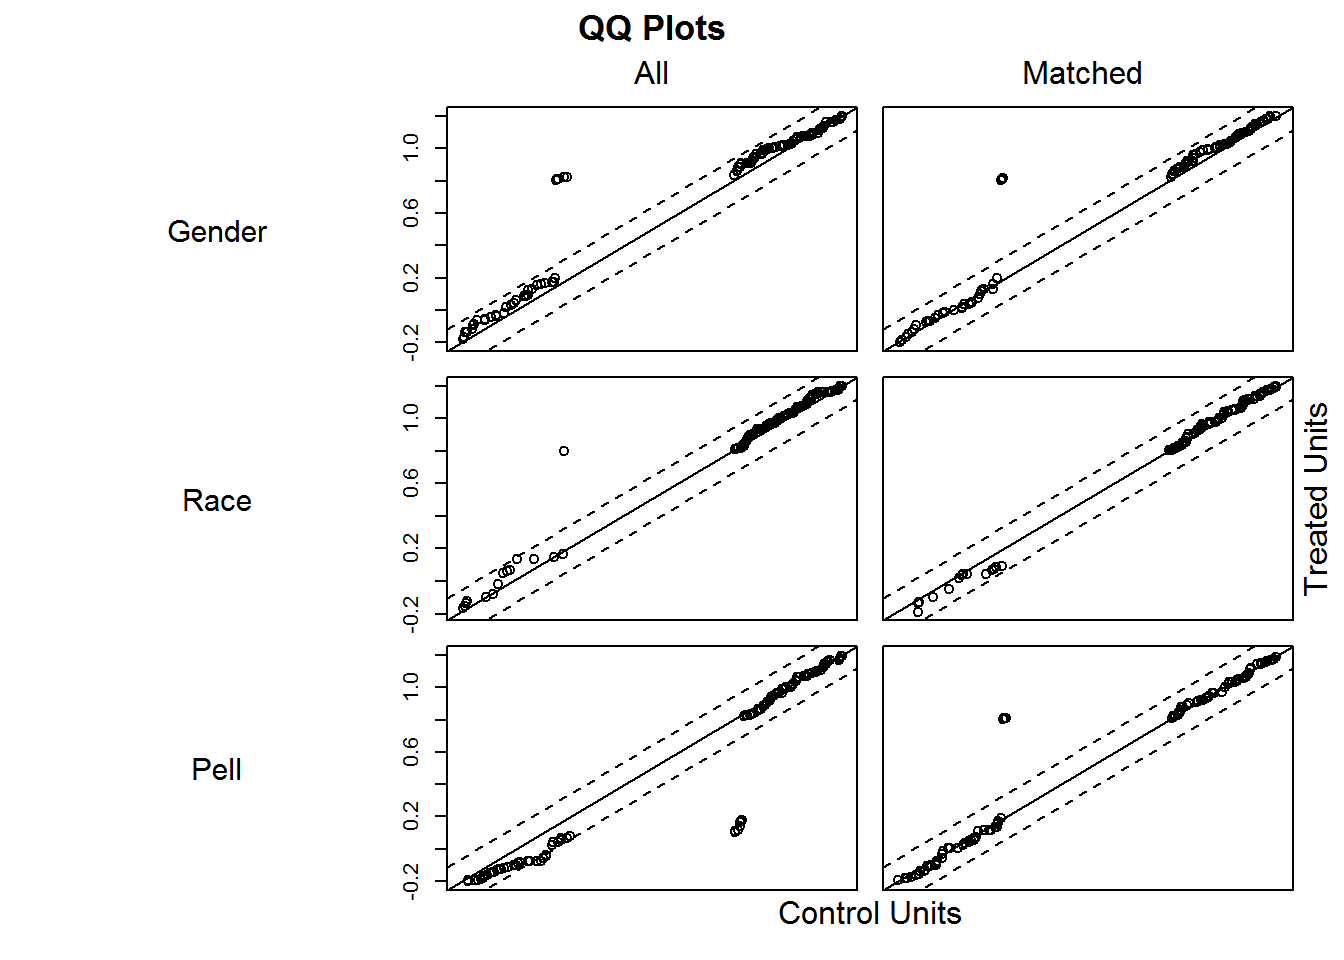 QQ Plots
All Matched
Gender
-0.2 0.2 0.6 1.0
Race
-0.2 0.2 0.6 1.0
Pell
-0.2 0.2 0.6 1.0
Treated Units
Control Units